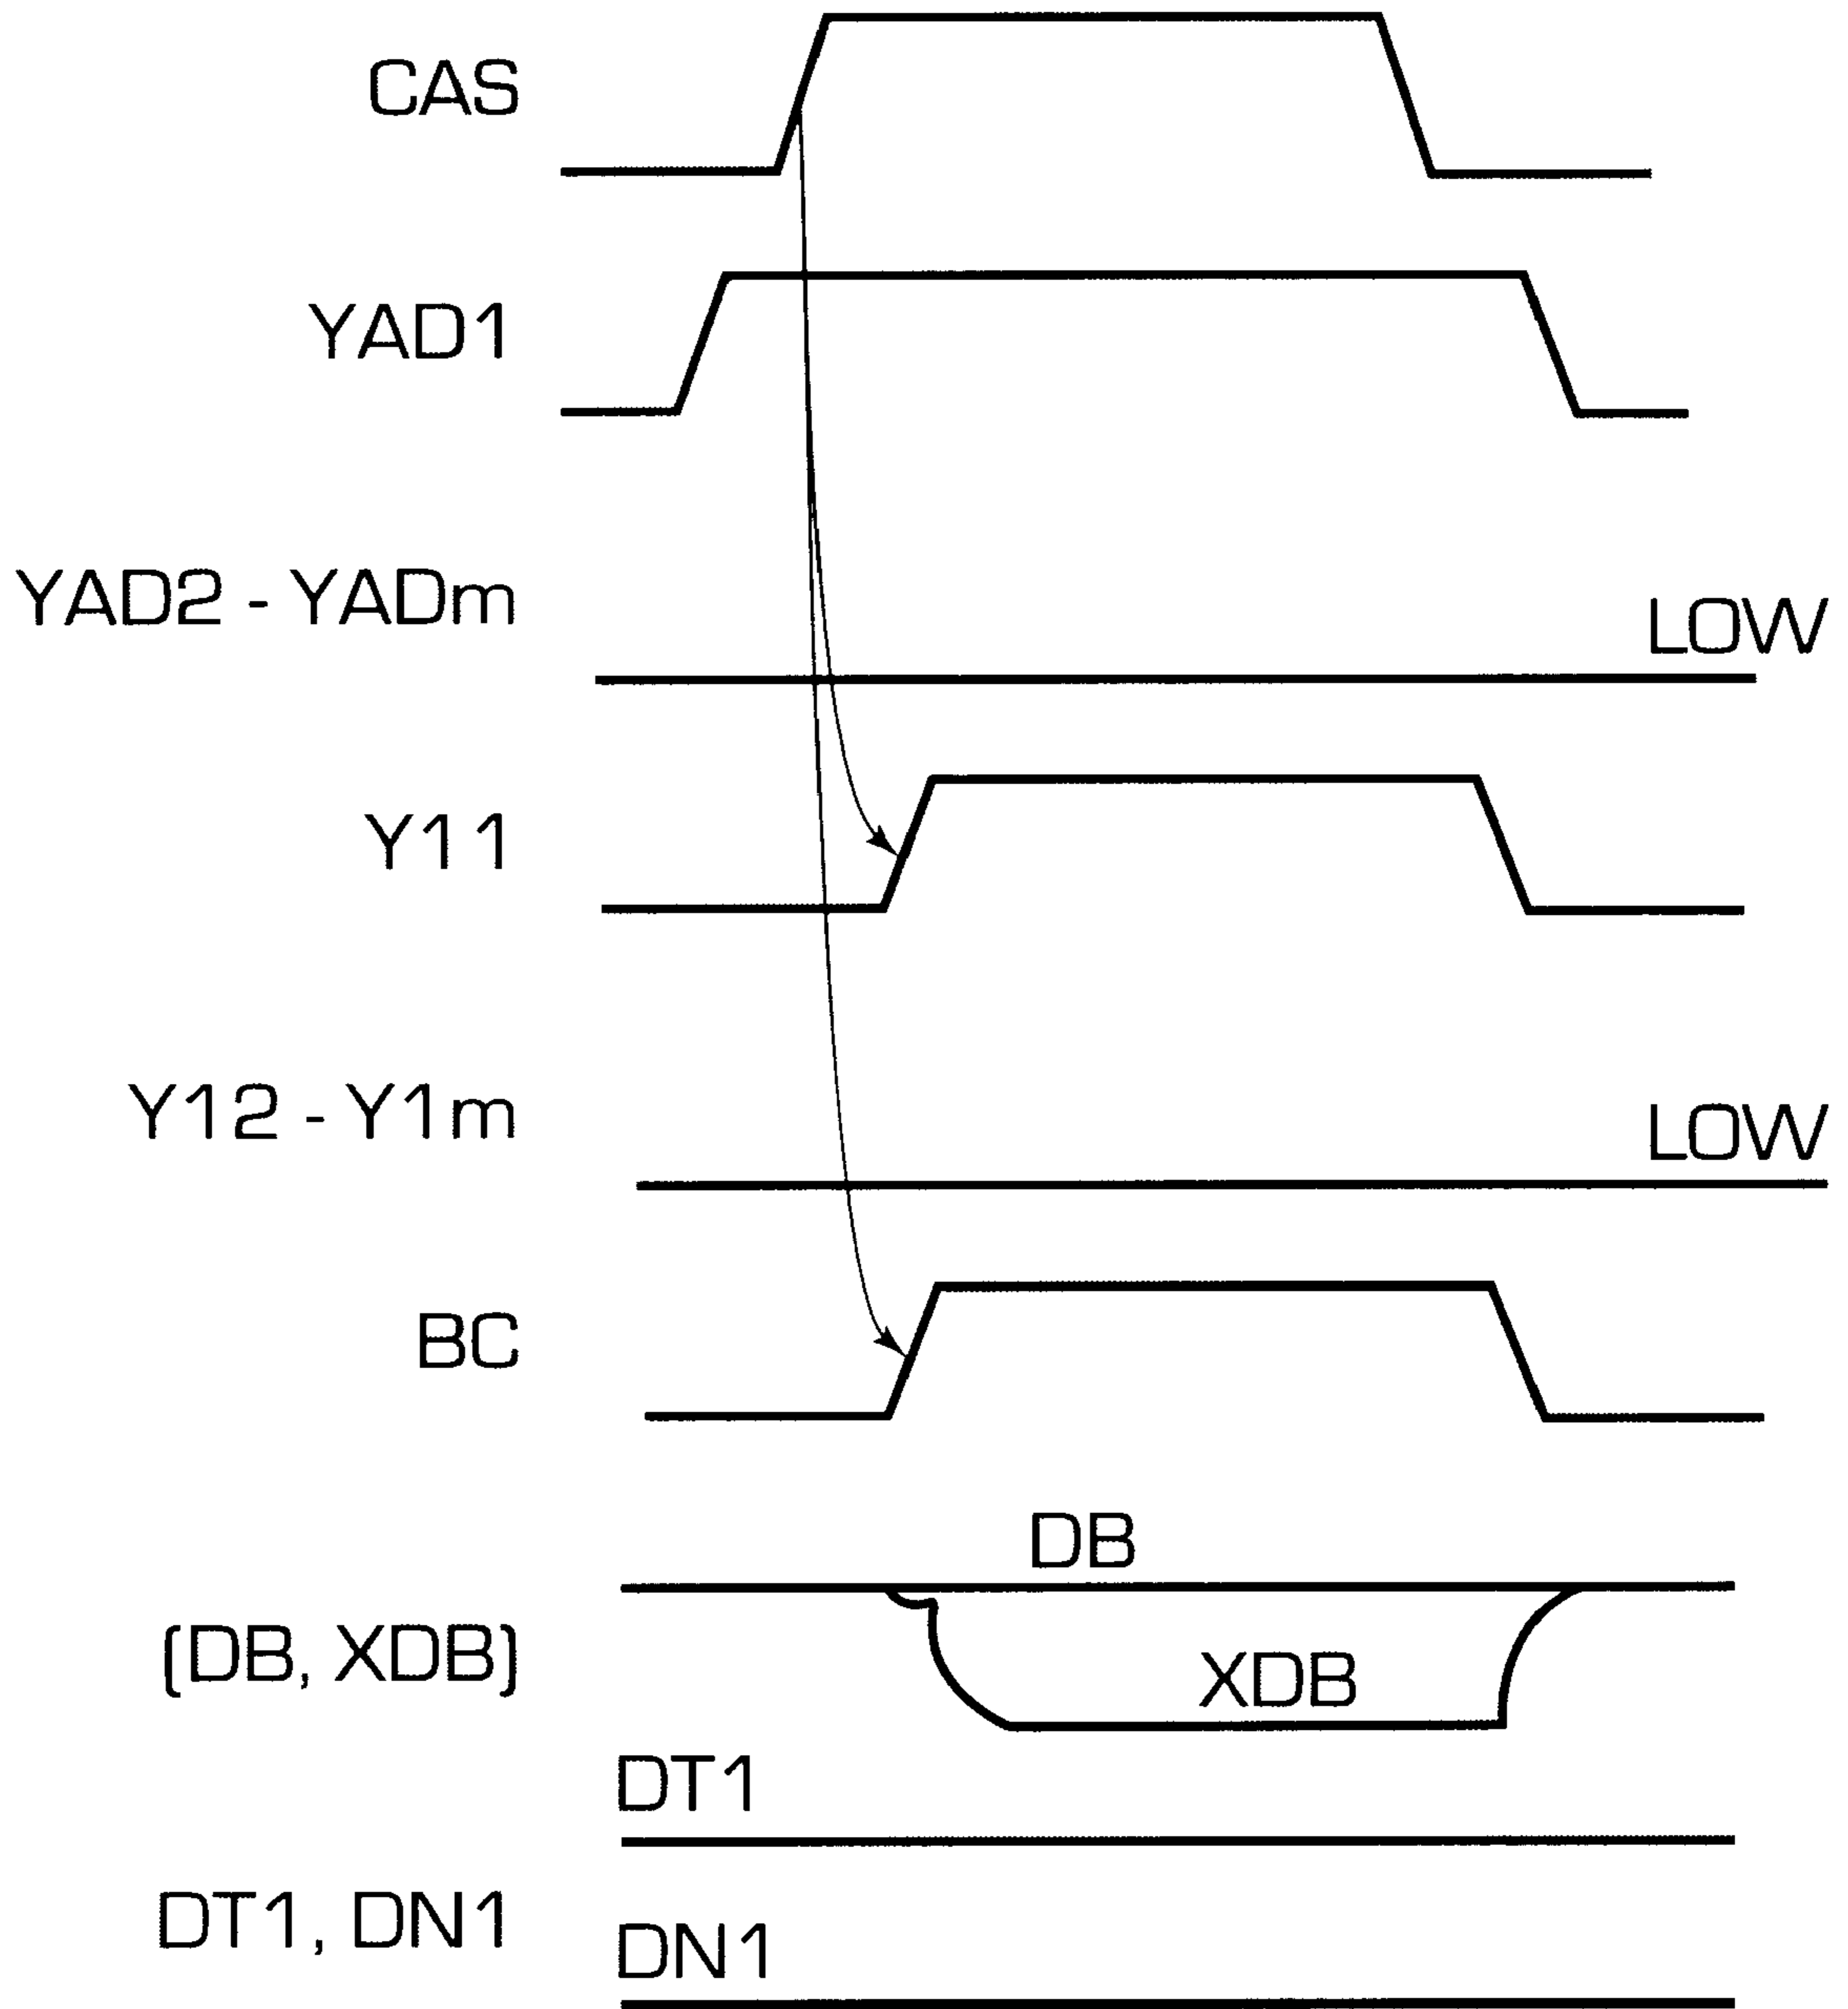 CAS
YAD1
YAD2 - YADm
LOW
Y11
Y12 - Y1m
LOW
BC
DB
(DB, XDB)
XDB
DT1
DT1, DN1
DN1